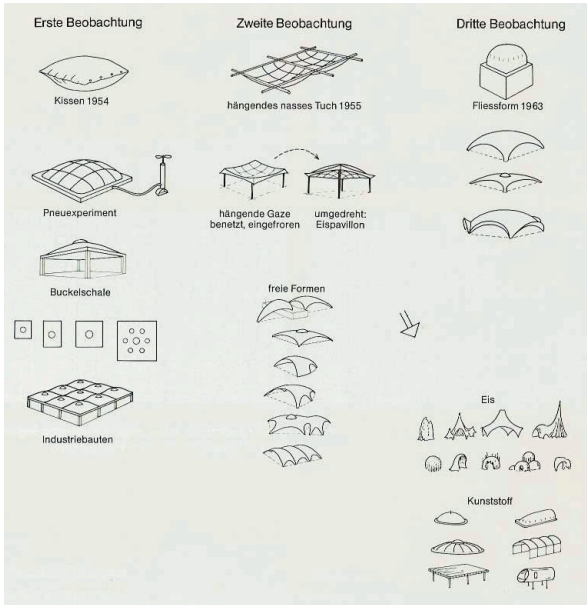 Erste Beobachtung
Kissen 1954
Pneuexperiment
Buckelschale
Industriebauten
Zweite Beobachtung
hängendes nasses Tuch 1955
hängende Gaze
benetzt, eingefroren
umgedreht:
Eispavillon
freie Formen
Dritte Beobachtung
Fliessform 1963
Eis
Kunststoff